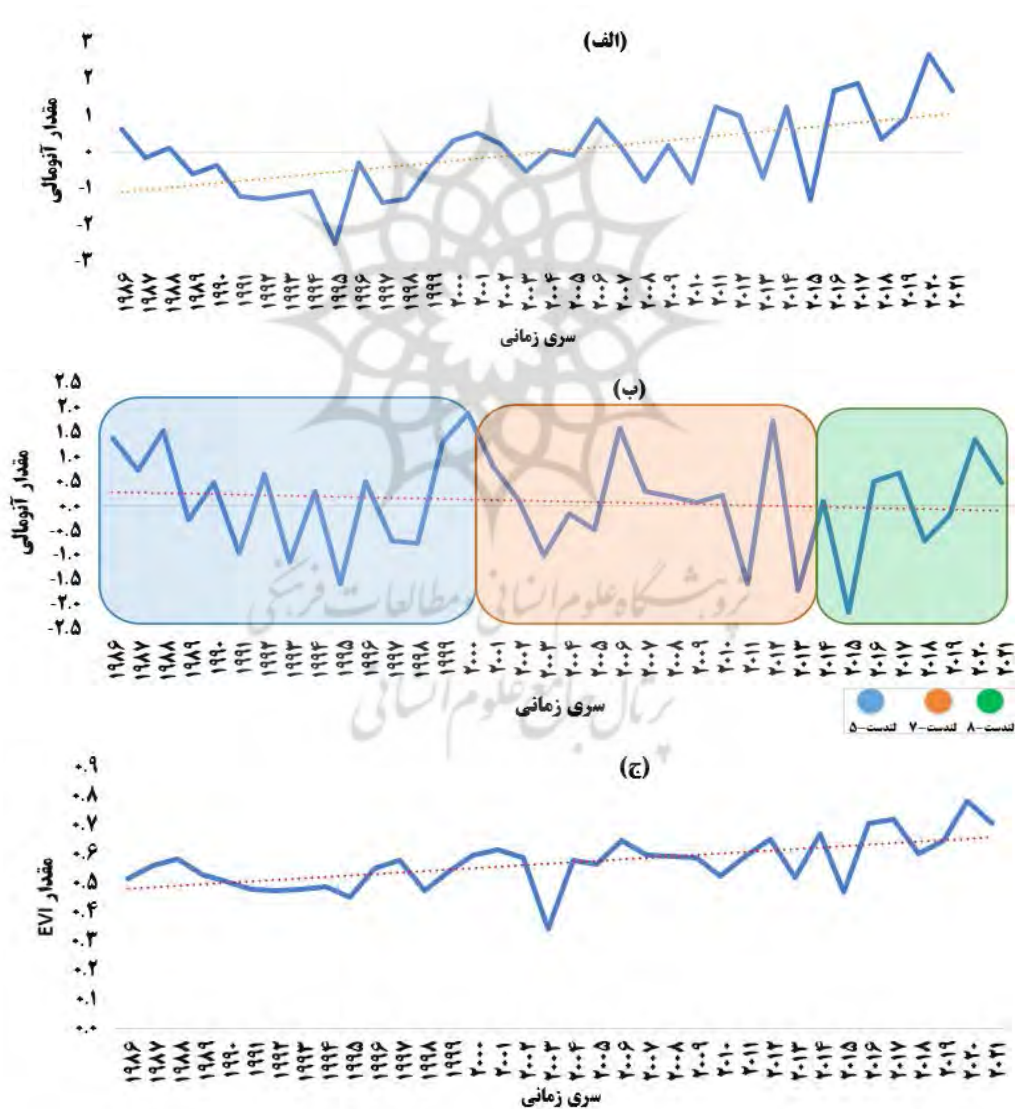 (الف)
۳
۲
۱
۰
-۱
-۲
-۳
مقدار آنومالی
۱۹۸۶ ۱۹۸۷ ۱۹۸۸ ۱۹۸۹ ۱۹۹۰ ۱۹۹۱ ۱۹۹۲ ۱۹۹۳ ۱۹۹۴ ۱۹۹۵ ۱۹۹۶ ۱۹۹۷ ۱۹۹۸ ۱۹۹۹ ۲۰۰۰ ۲۰۰۱ ۲۰۰۲ ۲۰۰۳ ۲۰۰۴ ۲۰۰۵ ۲۰۰۶ ۲۰۰۷ ۲۰۰۸ ۲۰۰۹ ۲۰۱۰ ۲۰۱۱ ۲۰۱۲ ۲۰۱۳ ۲۰۱۴ ۲۰۱۵ ۲۰۱۶ ۲۰۱۷ ۲۰۱۸ ۲۰۱۹ ۲۰۲۰ ۲۰۲۱
سری زمانی
(ب)
۲.۵
۲.۰
۱.۵
۱.۰
۰.۵
۰.۰
-۰.۵
-۱.۰
-۱.۵
-۲.۰
-۲.۵
مقدار آنومالی
پژوهشگاه علوم انسانی و مطالعات فرهنگی
۱۹۸۶ ۱۹۸۷ ۱۹۸۸ ۱۹۸۹ ۱۹۹۰ ۱۹۹۱ ۱۹۹۲ ۱۹۹۳ ۱۹۹۴ ۱۹۹۵ ۱۹۹۶ ۱۹۹۷ ۱۹۹۸ ۱۹۹۹ ۲۰۰۰ ۲۰۰۱ ۲۰۰۲ ۲۰۰۳ ۲۰۰۴ ۲۰۰۵ ۲۰۰۶ ۲۰۰۷ ۲۰۰۸ ۲۰۰۹ ۲۰۱۰ ۲۰۱۱ ۲۰۱۲ ۲۰۱۳ ۲۰۱۴ ۲۰۱۵ ۲۰۱۶ ۲۰۱۷ ۲۰۱۸ ۲۰۱۹ ۲۰۲۰ ۲۰۲۱
سری زمانی
پرتال جامع علوم انسانی
لندست-۸ لندست-۷ لندست-۵
(ج)
۰.۹
۰.۸
۰.۷
۰.۶
۰.۵
۰.۴
۰.۳
۰.۲
۰.۱
۰.۰
مقدار EVI
۱۹۸۶ ۱۹۸۷ ۱۹۸۸ ۱۹۸۹ ۱۹۹۰ ۱۹۹۱ ۱۹۹۲ ۱۹۹۳ ۱۹۹۴ ۱۹۹۵ ۱۹۹۶ ۱۹۹۷ ۱۹۹۸ ۱۹۹۹ ۲۰۰۰ ۲۰۰۱ ۲۰۰۲ ۲۰۰۳ ۲۰۰۴ ۲۰۰۵ ۲۰۰۶ ۲۰۰۷ ۲۰۰۸ ۲۰۰۹ ۲۰۱۰ ۲۰۱۱ ۲۰۱۲ ۲۰۱۳ ۲۰۱۴ ۲۰۱۵ ۲۰۱۶ ۲۰۱۷ ۲۰۱۸ ۲۰۱۹ ۲۰۲۰ ۲۰۲۱
سری زمانی